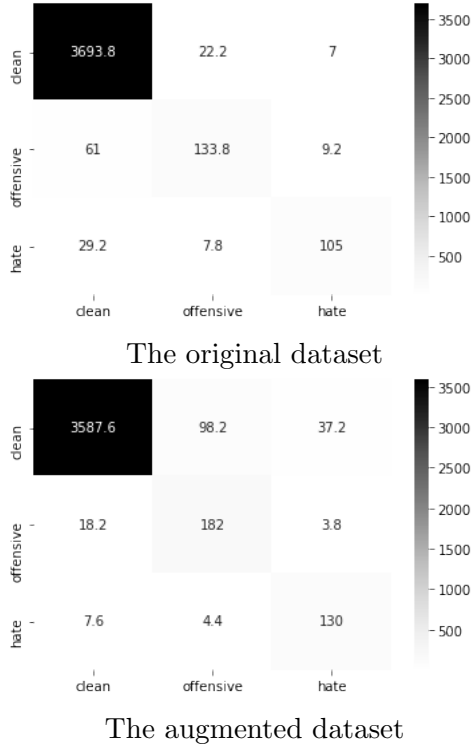 clean 3693.8 22.2 7
offensive 61 133.8 9.2
hate 29.2 7.8 105
clean offensive hate
3500
3000
2500
2000
1500
1000
500
The original dataset
clean 3587.6 98.2 37.2
offensive 18.2 182 3.8
hate 7.6 4.4 130
clean offensive hate
3500
3000
2500
2000
1500
1000
500
The augmented dataset